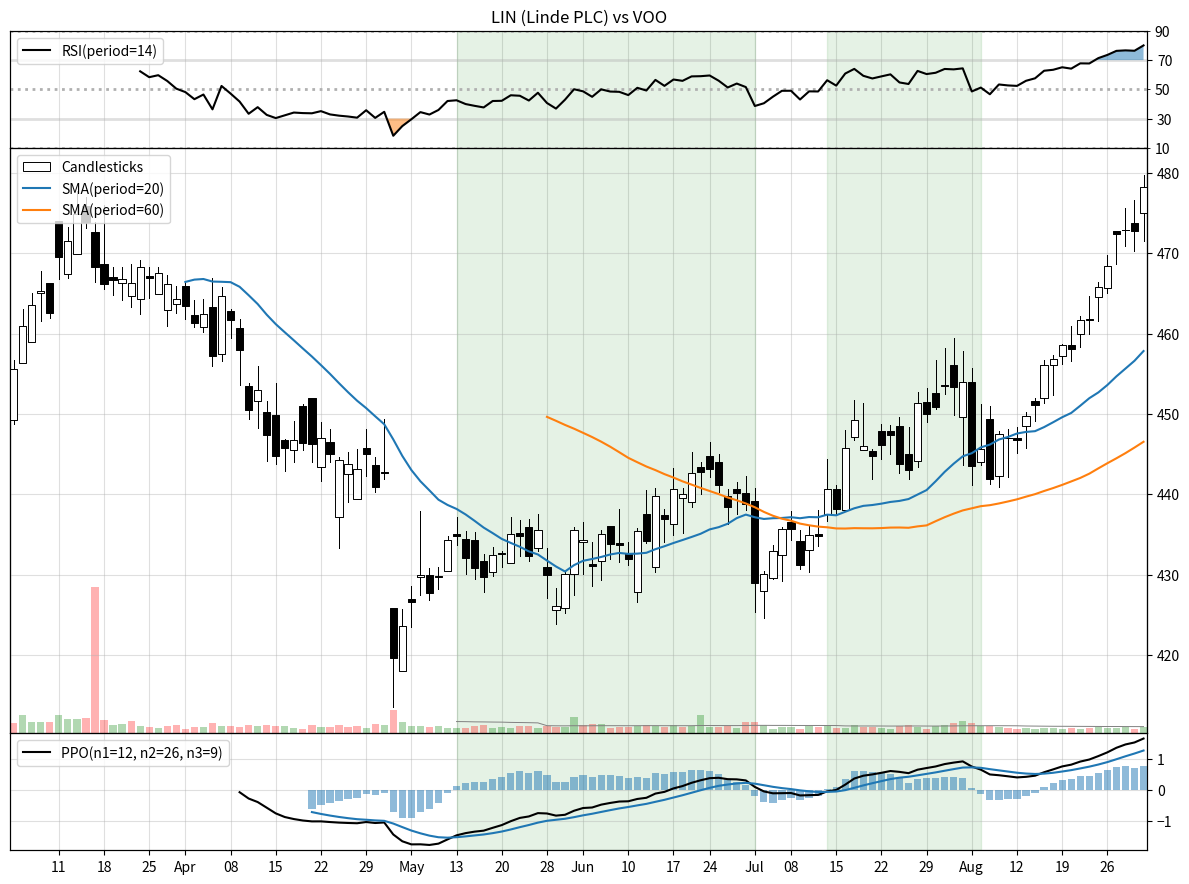 LIN (Linde PLC) vs VOO
RSI(period=14)
90
70
50
30
10
Candlesticks
SMA(period=20)
SMA(period=60)
480
470
460
450
440
430
420
PPO(n1=12, n2=26, n3=9)
1
0
−1
11 18 25 Apr 08 15 22 29 May 13 20 28 Jun 10 17 24 Jul 08 15 22 29 Aug 12 19 26